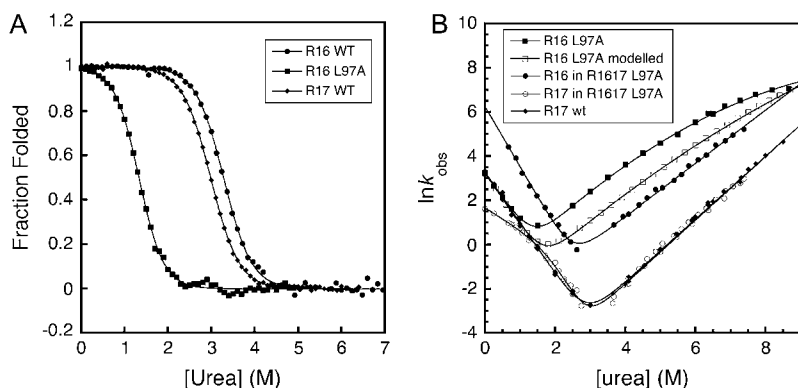 A
1.2
1
0.8
0.6
0.4
0.2
0
-0.2
Fraction Folded
R16 WT
R16 L97A
R17 WT
0 1 2 3 4 5 6 7
[Urea] (M)
B
8
6
4
2
0
-2
-4
ln k obs
R16 L97A
R16 L97A modelled
R16 in R1617 L97A
R17 in R1617 L97A
R17 wt
0 2 4 6 8
[urea] (M)